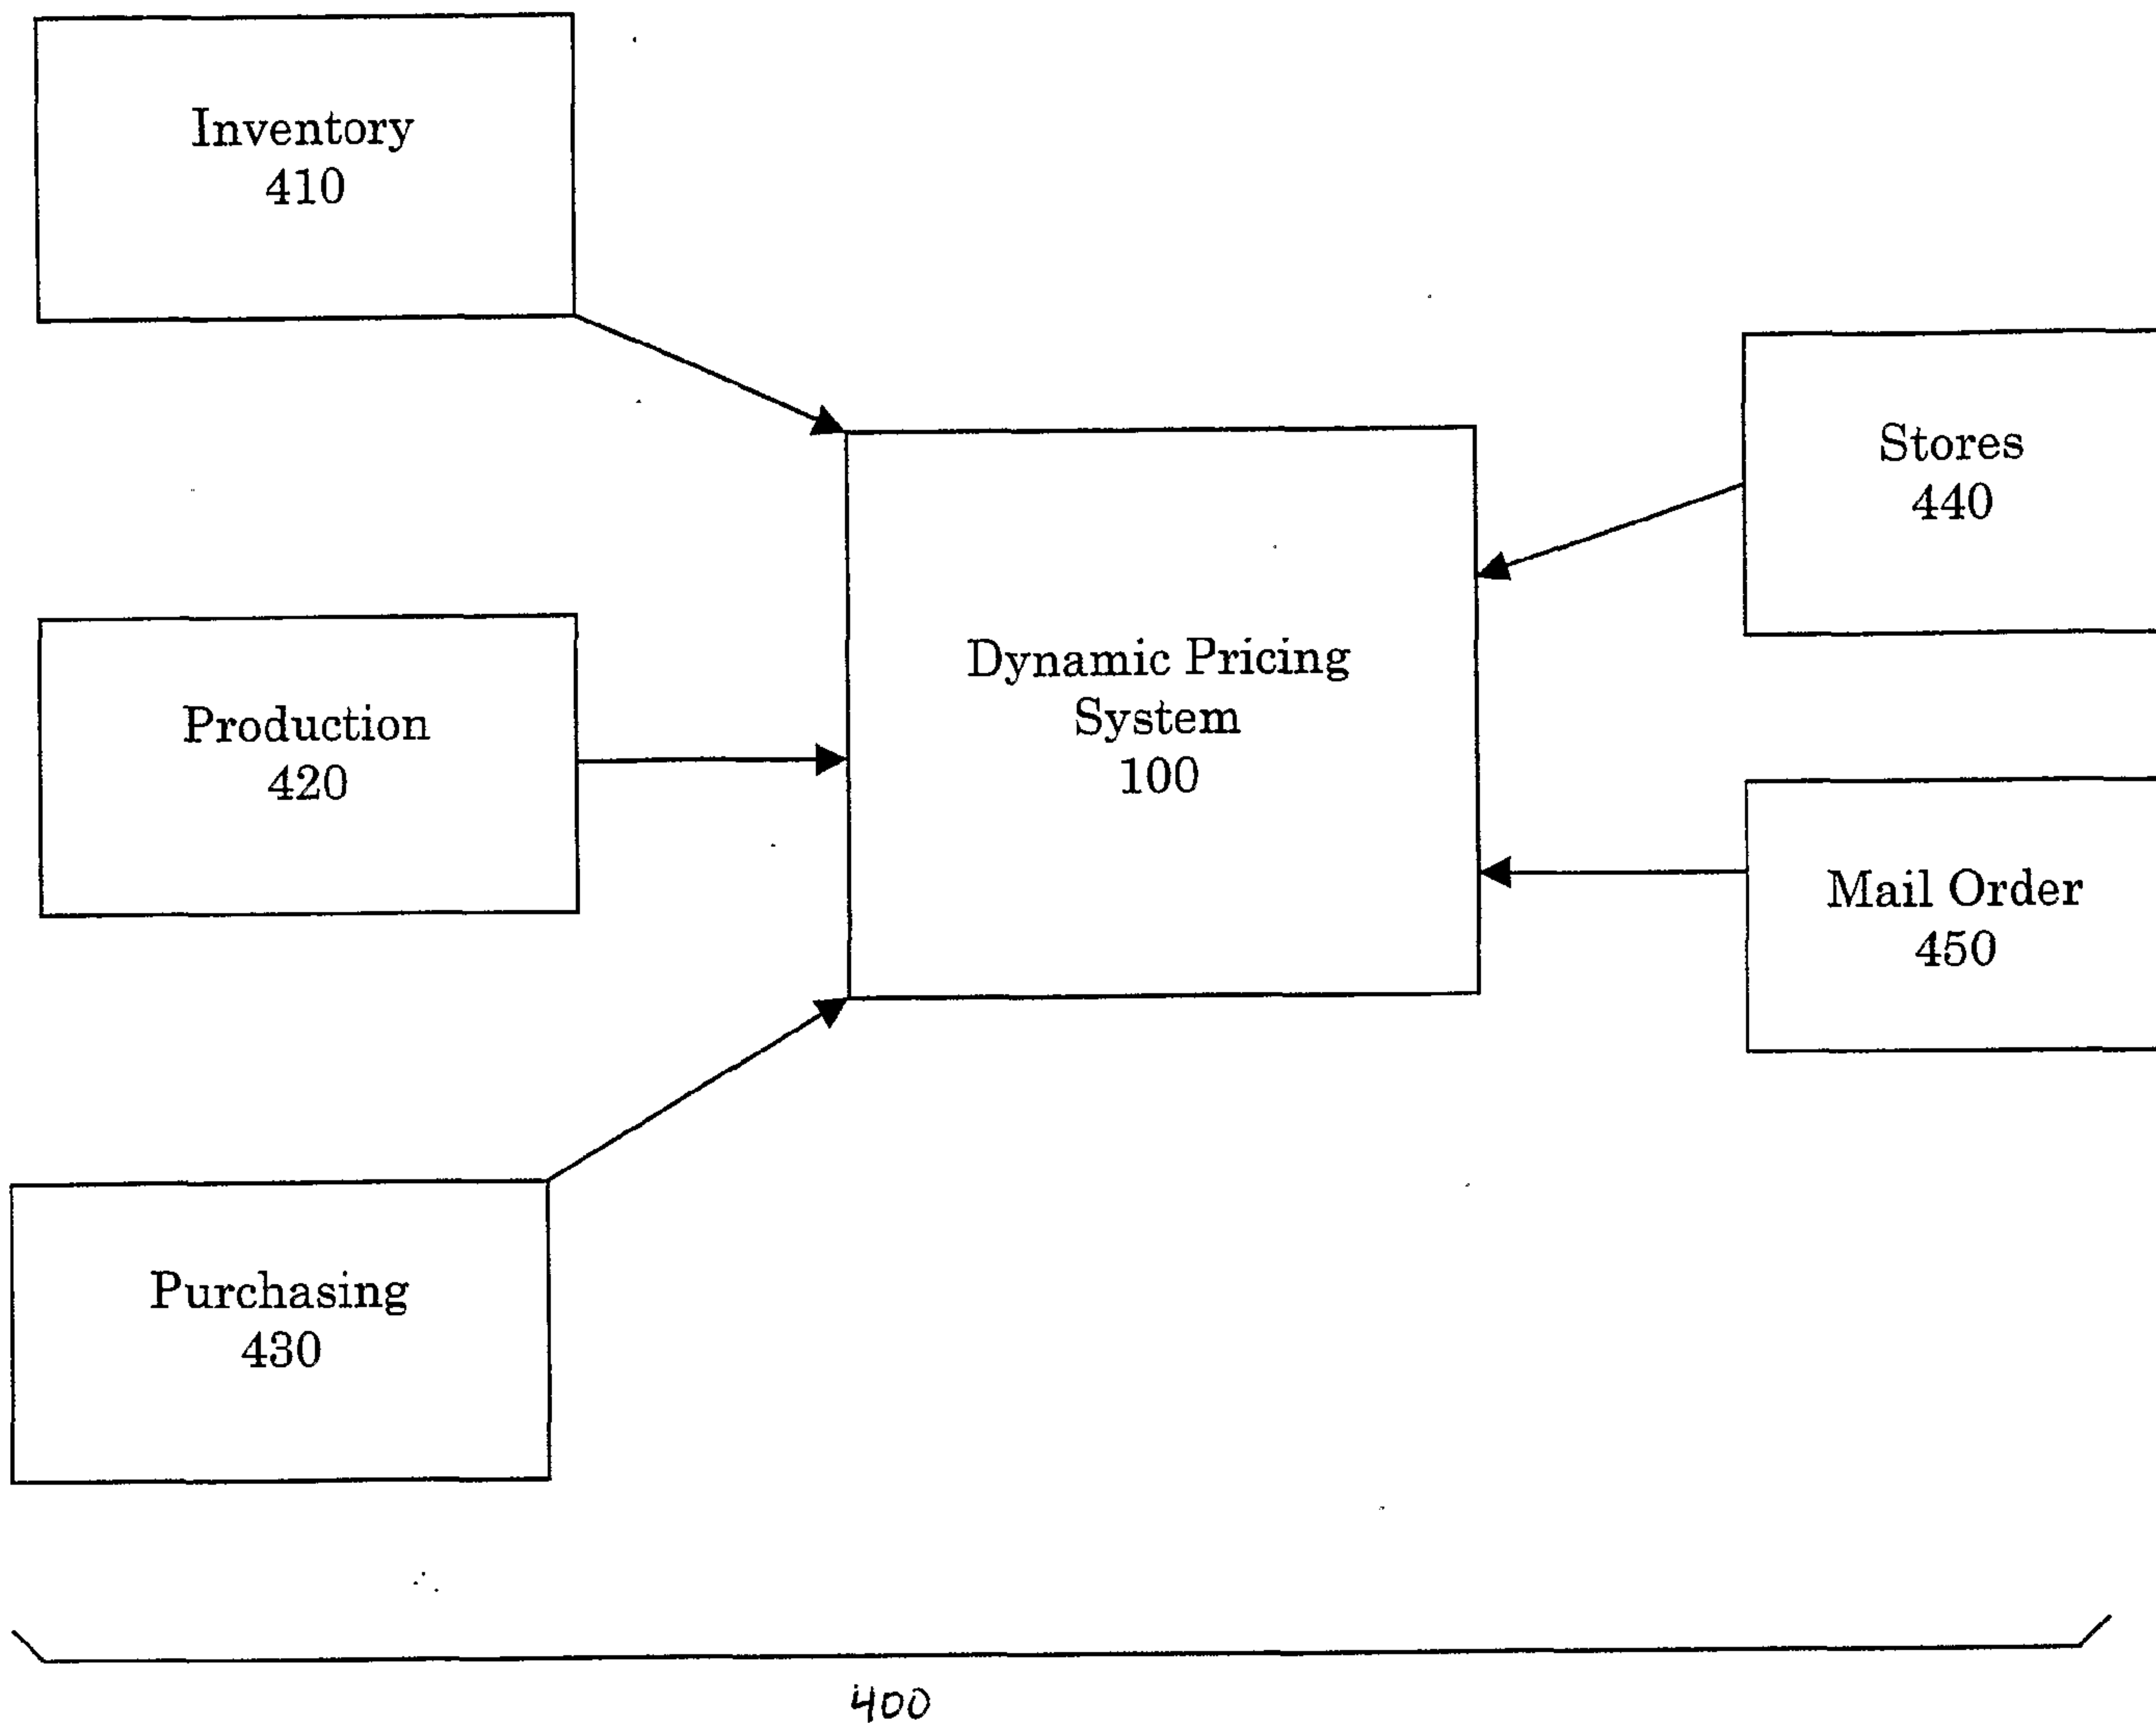 Inventory
410
Stores
440
Dynamic Pricing
System
100
Production
420
Mail Order
450
Purchasing
430
400